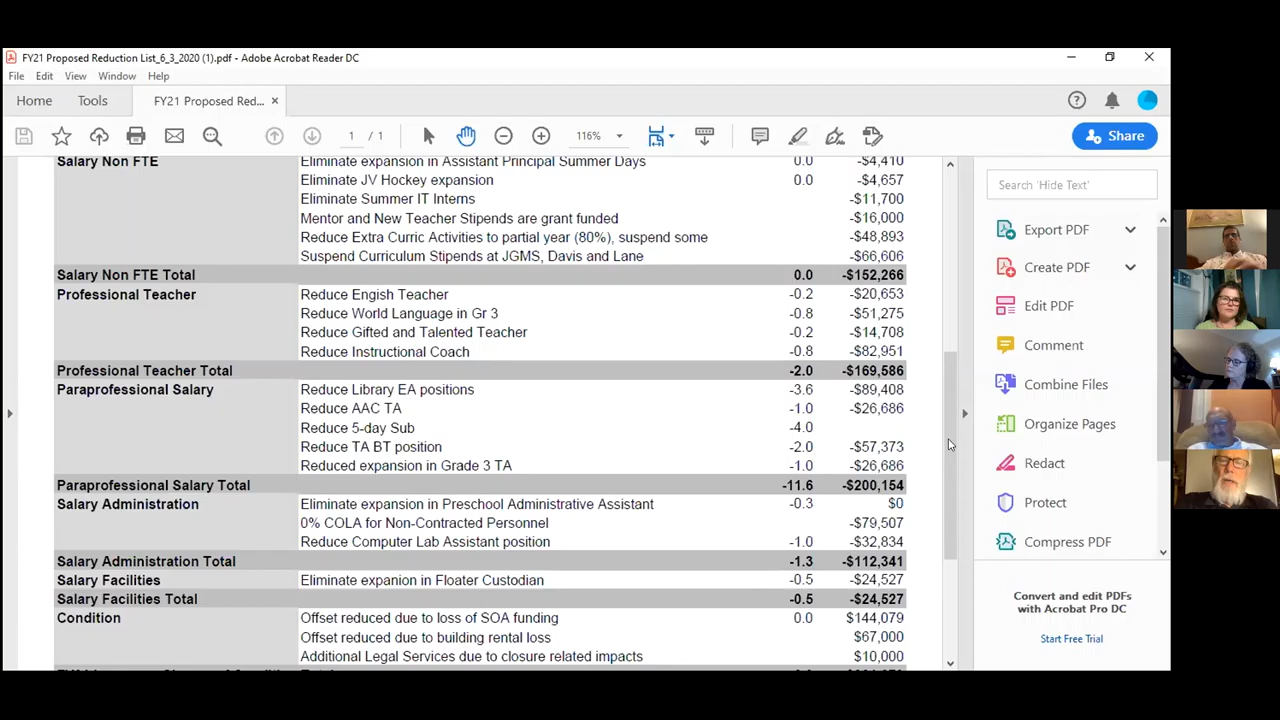 FY21 Proposed Reduction List_6_3_2020 (1).pdf - Adobe Acrobat Reader DC
File Edit View Window Help
Home Tools FY21 Proposed Red... ×
1 / 1 116% Share
Salary Non FTE Eliminate expansion in Assistant Principal Summer Days 0.0 -$4,410
Eliminate JV Hockey expansion 0.0 -$4,657
Eliminate Summer IT Interns -$11,700
Mentor and New Teacher Stipends are grant funded -$16,000
Reduce Extra Curric Activities to partial year (80%), suspend some -$48,893
Suspend Curriculum Stipends at JGMS, Davis and Lane -$66,606
Salary Non FTE Total 0.0 -$152,266
Professional Teacher Reduce Engish Teacher -0.2 -$20,653
Reduce World Language in Gr 3 -0.8 -$51,275
Reduce Gifted and Talented Teacher -0.2 -$14,708
Reduce Instructional Coach -0.8 -$82,951
Professional Teacher Total -2.0 -$169,586
Paraprofessional Salary Reduce Library EA positions -3.6 -$89,408
Reduce AAC TA -1.0 -$26,686
Reduce 5-day Sub -4.0
Reduce TA BT position -2.0 -$57,373
Reduced expansion in Grade 3 TA -1.0 -$26,686
Paraprofessional Salary Total -11.6 -$200,154
Salary Administration Eliminate expansion in Preschool Administrative Assistant -0.3 $0
0% COLA for Non-Contracted Personnel -$79,507
Reduce Computer Lab Assistant position -1.0 -$32,834
Salary Administration Total -1.3 -$112,341
Salary Facilities Eliminate expanion in Floater Custodian -0.5 -$24,527
Salary Facilities Total -0.5 -$24,527
Condition Offset reduced due to loss of SOA funding 0.0 $144,079
Offset reduced due to building rental loss $67,000
Additional Legal Services due to closure related impacts $10,000
Search 'Hide Text'
Export PDF
Create PDF
Edit PDF
Comment
Combine Files
Organize Pages
Redact
Protect
Compress PDF
Convert and edit PDFs
with Acrobat Pro DC
Start Free Trial